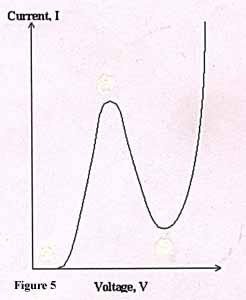 Current, I
Figure 5
Voltage, V